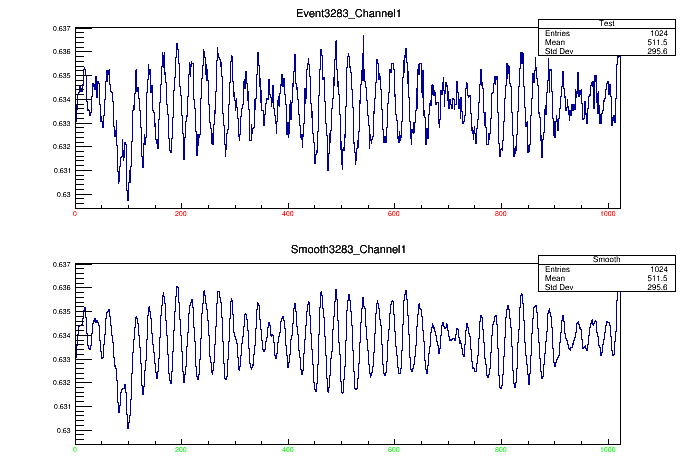 Event3283_Channel1
Test
Entries 1024
Mean 511.5
Std Dev 295.6
0.637
0.636
0.635
0.634
0.633
0.632
0.631
0.63
0 200 400 600 800 1000
Smooth3283_Channel1
Smooth
Entries 1024
Mean 511.5
Std Dev 295.6
0.637
0.636
0.635
0.634
0.633
0.632
0.631
0.63
0 200 400 600 800 1000